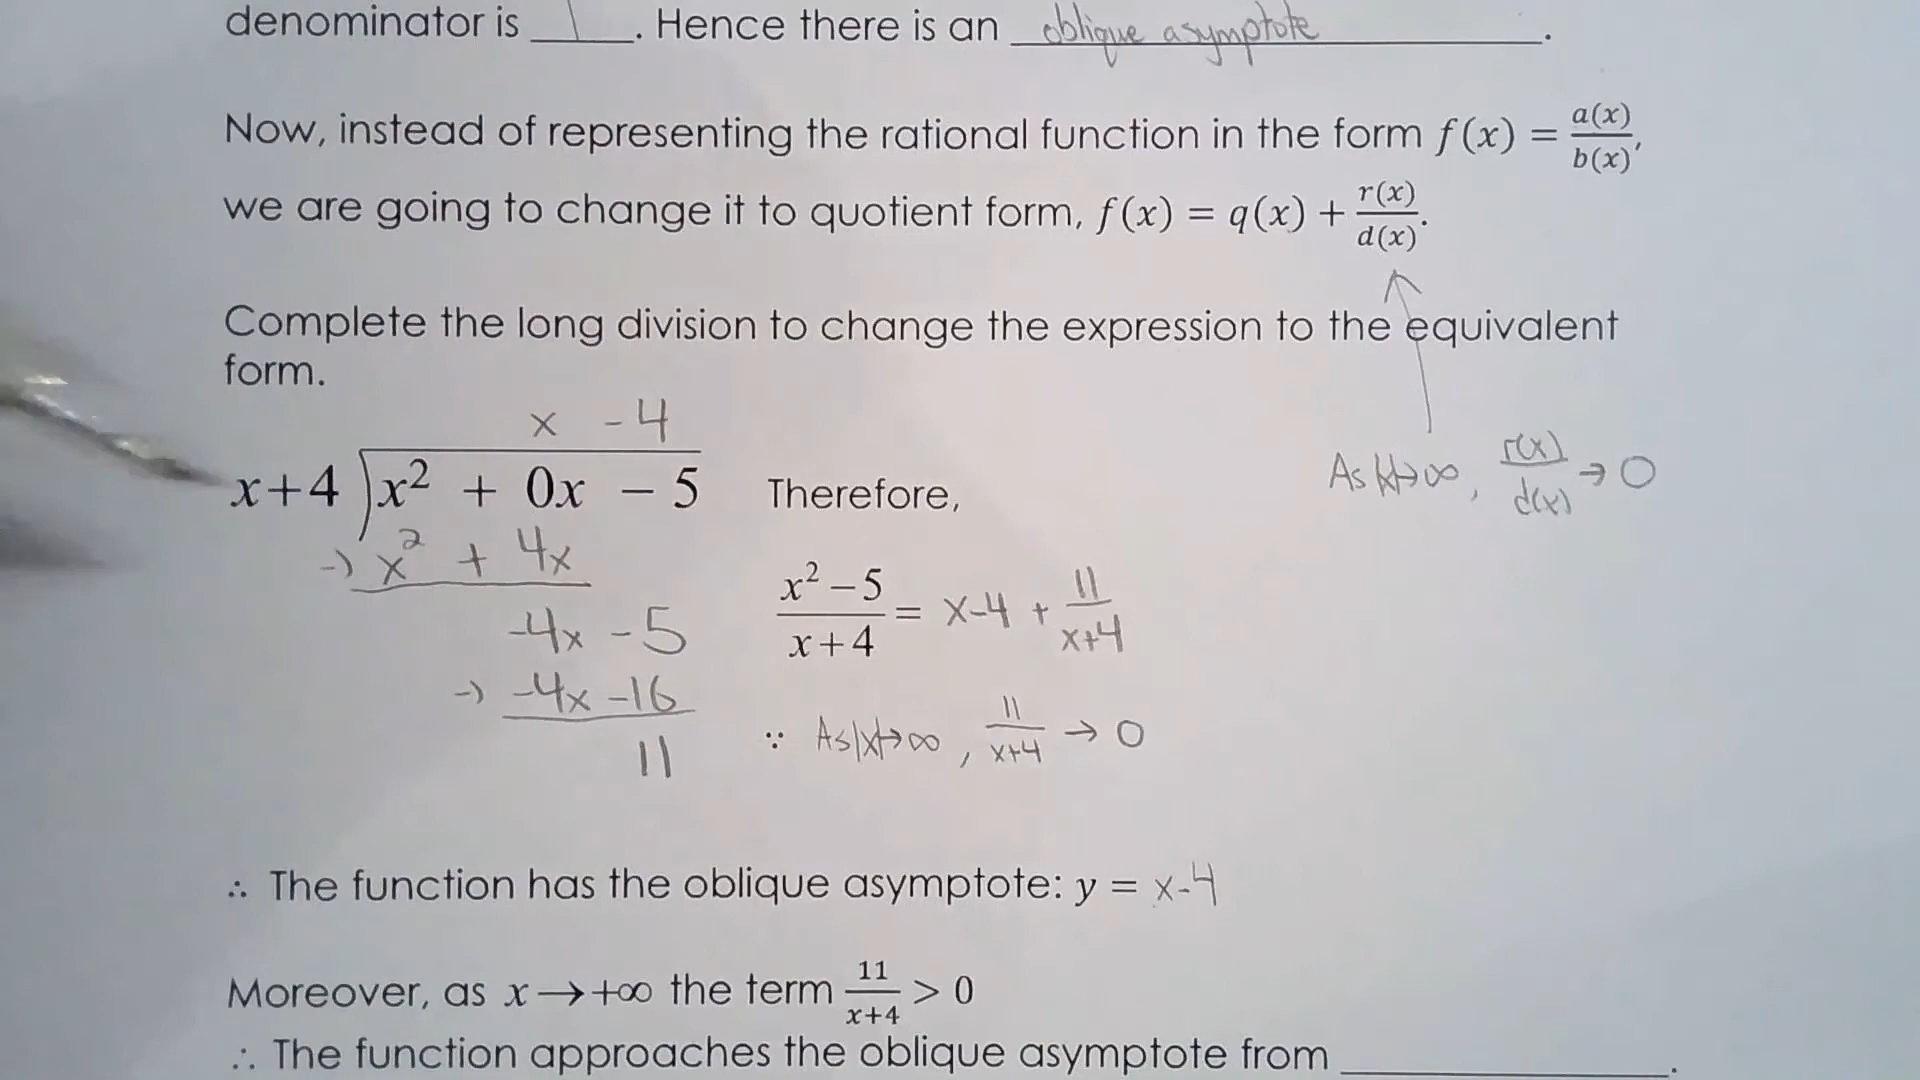 denominator is 1. Hence there is an oblique asymptote.
Now, instead of representing the rational function in the form f(x) = a(x)/b(x),
we are going to change it to quotient form, f(x) = q(x) + r(x)/d(x).
Complete the long division to change the expression to the equivalent
form.
x -4
x+4 x² + 0x − 5
-) x² + 4x
-4x -5
-) -4x -16
11
Therefore,
(x² − 5)/(x+4) = x-4 + 11/(x+4)
∵ As |x|→∞, 11/(x+4) → 0
As |x|→∞, r(x)/d(x) → 0
∴ The function has the oblique asymptote: y = x-4
Moreover, as x→+∞ the term 11/(x+4) > 0
∴ The function approaches the oblique asymptote from ______.